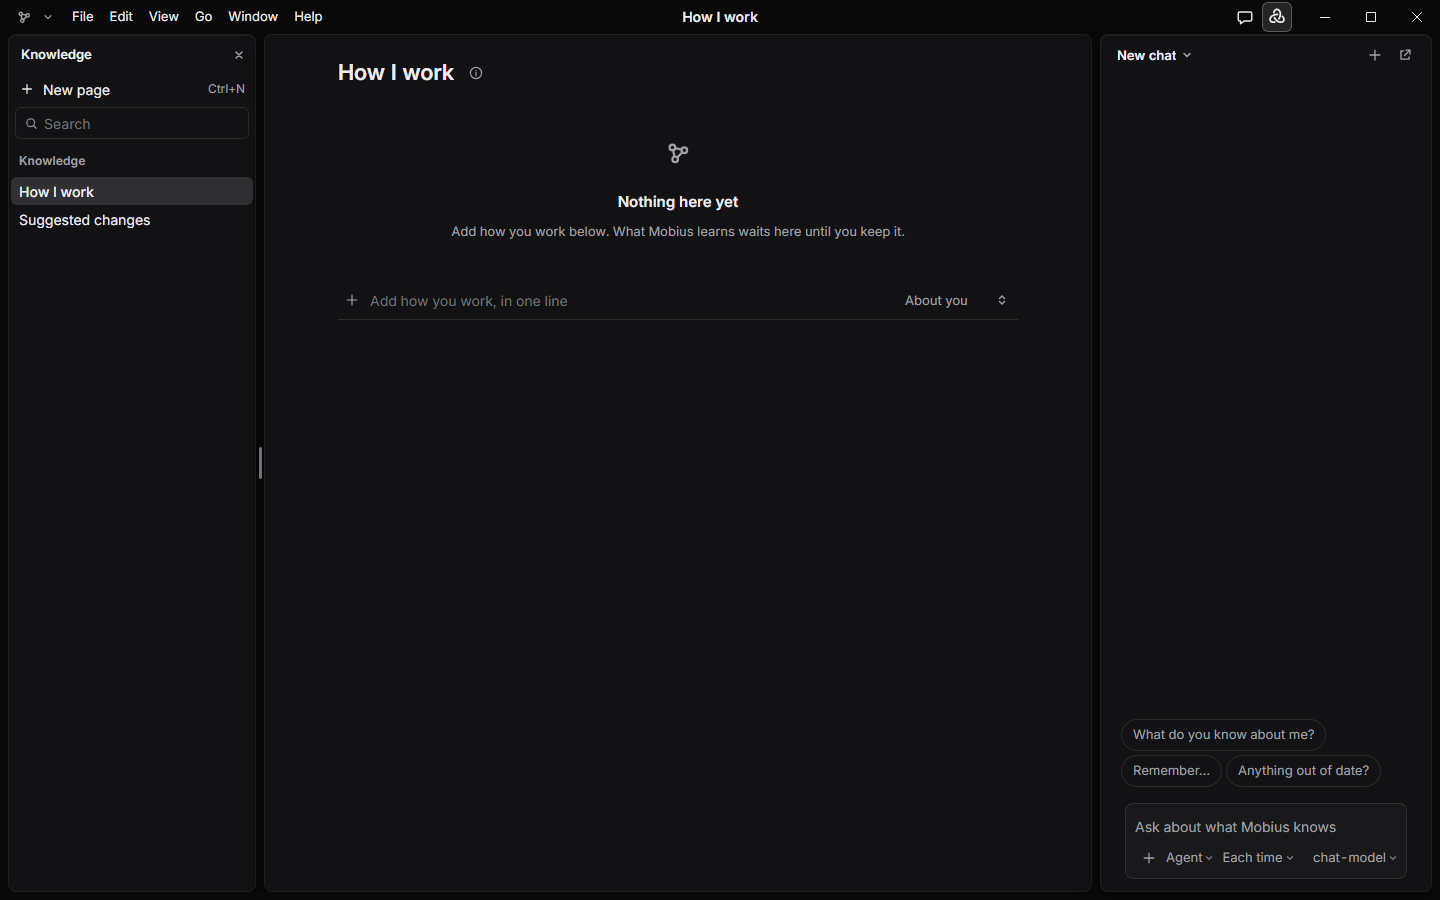 File Edit View Go Window Help
How I work
Knowledge
New page Ctrl+N
Search
Knowledge
How I work
Suggested changes
How I work
Nothing here yet
Add how you work below. What Mobius learns waits here until you keep it.
Add how you work, in one line About you
New chat
What do you know about me?
Remember... Anything out of date?
Ask about what Mobius knows
Agent Each time chat-model